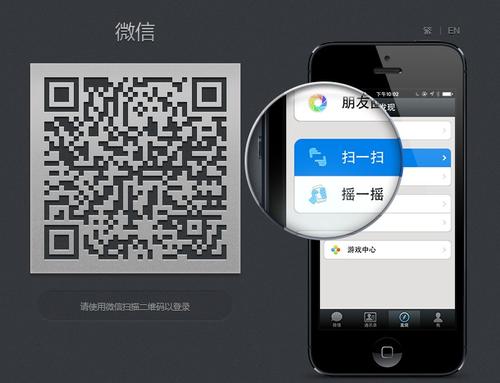 微信
繁 | EN
下午10:02
发现
朋友
扫一扫
摇一摇
游戏中心
微信 通讯录 发现 我
请使用微信扫描二维码以登录